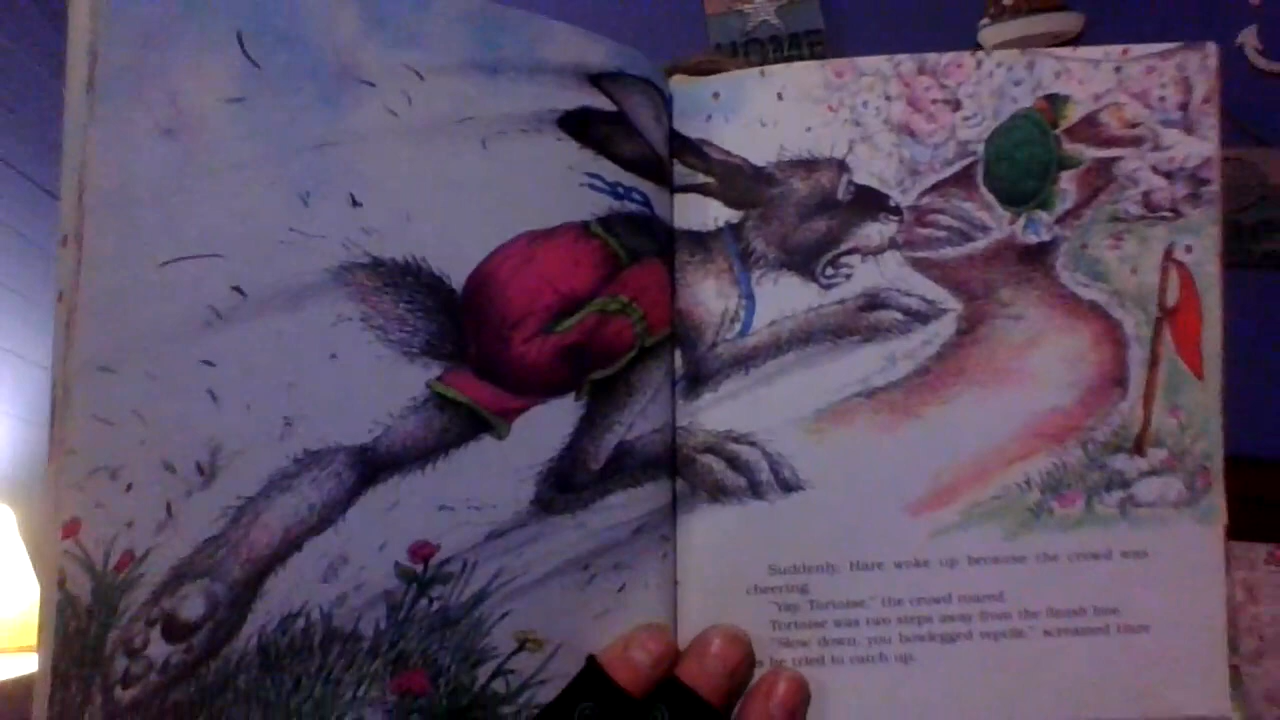 HOME
Suddenly, Hare woke up because the crowd was
cheering.
"Yay, Tortoise," the crowd roared.
Tortoise was two steps away from the finish line.
"Slow down, you bowlegged reptile," screamed Hare
as he tried to catch up.